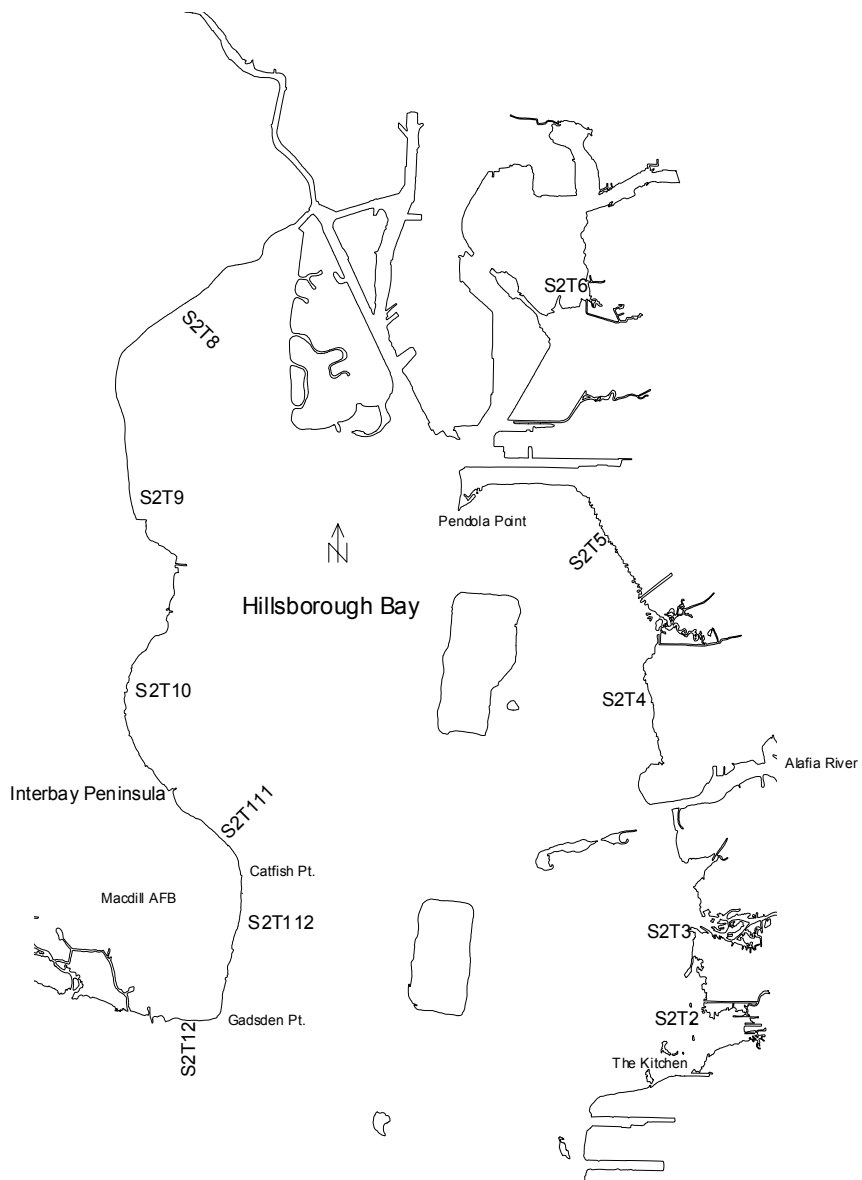 S2T6
S2T8
S2T9
Pendola Point
N
S2T5
Hillsborough Bay
S2T10
S2T4
Alafia River
Interbay Peninsula
S2T111
Catfish Pt.
Macdill AFB
S2T112
S2T3
Gadsden Pt.
S2T2
S2T12
The Kitchen